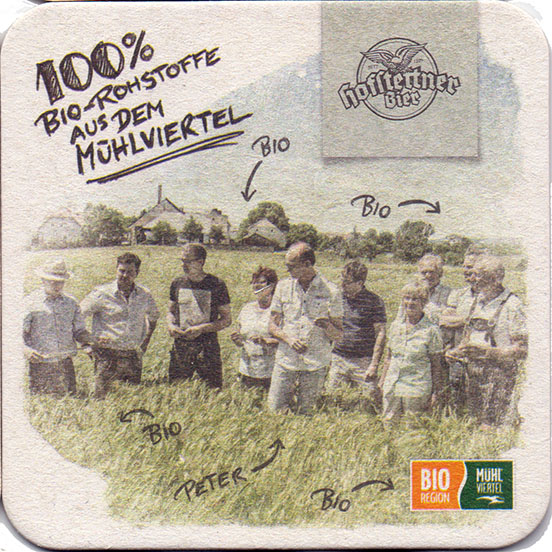 100%
BIO-ROHSTOFFE
AUS DEM
MÜHLVIERTEL
hofstettner
Bier
BIO
BIO
BIO
PETER
BIO
BIO
REGION
MÜHL
VIERTEL